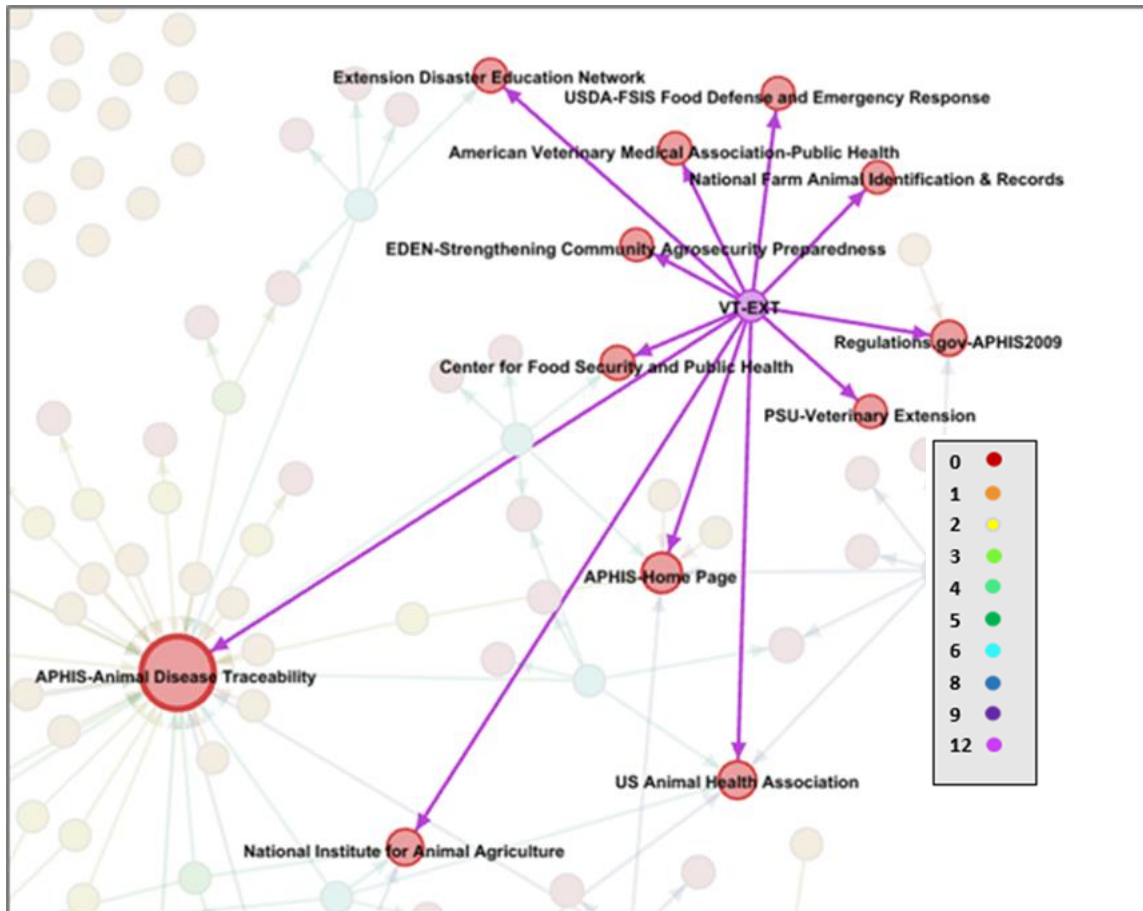 Extension Disaster Education Network
USDA-FSIS Food Defense and Emergency Response
American Veterinary Medical Association-Public Health
National Farm Animal Identification & Records
EDEN-Strengthening Community Agrosecurity Preparedness
VT-EXT
Regulations.gov-APHIS2009
Center for Food Security and Public Health
PSU-Veterinary Extension
0
1
2
3
4
5
6
8
9
12
APHIS-Home Page
APHIS-Animal Disease Traceability
US Animal Health Association
National Institute for Animal Agriculture